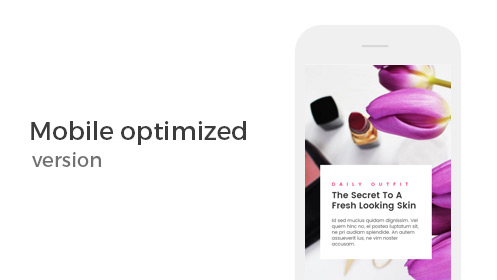 Mobile optimized
version
DAILY OUTFIT
The Secret To A
Fresh Looking Skin
Id sed mucius quidam dignissim. Vel
quem hinc no, ei postea luptatum sit,
ne pri audiam splendide. An autem
assueverit ius, ne vim noster
accusam.